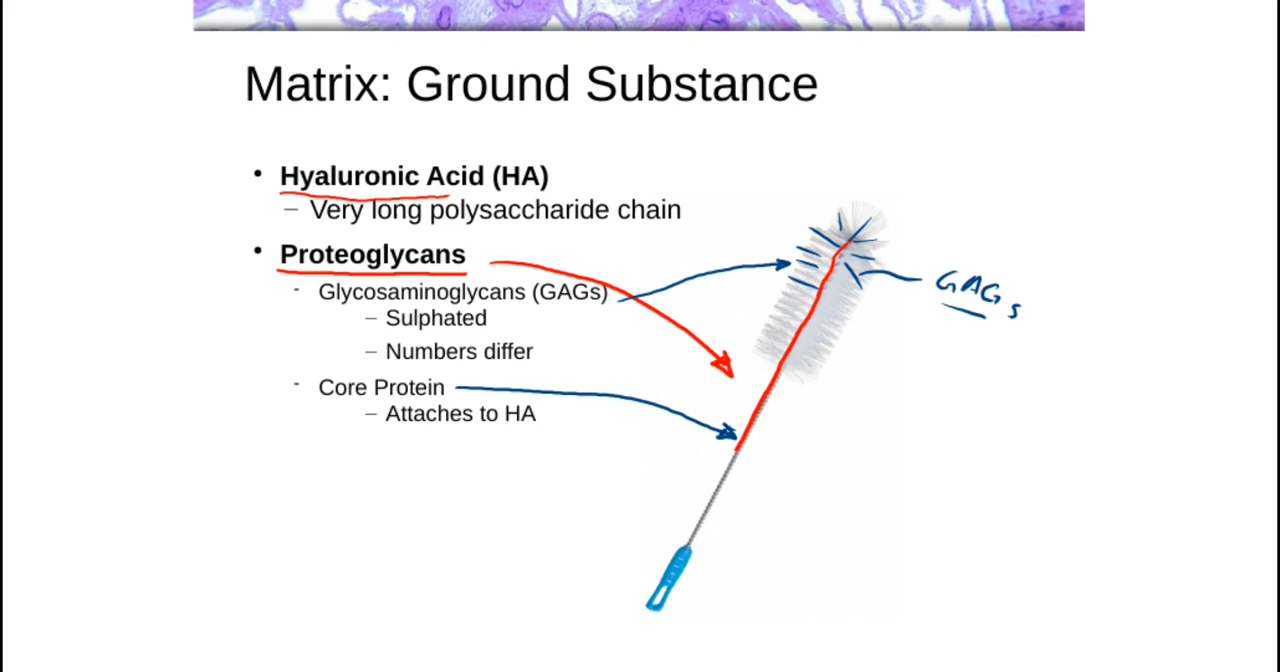 Matrix: Ground Substance
• Hyaluronic Acid (HA)
– Very long polysaccharide chain
• Proteoglycans
- Glycosaminoglycans (GAGs)
– Sulphated
– Numbers differ
- Core Protein
– Attaches to HA
GAGs